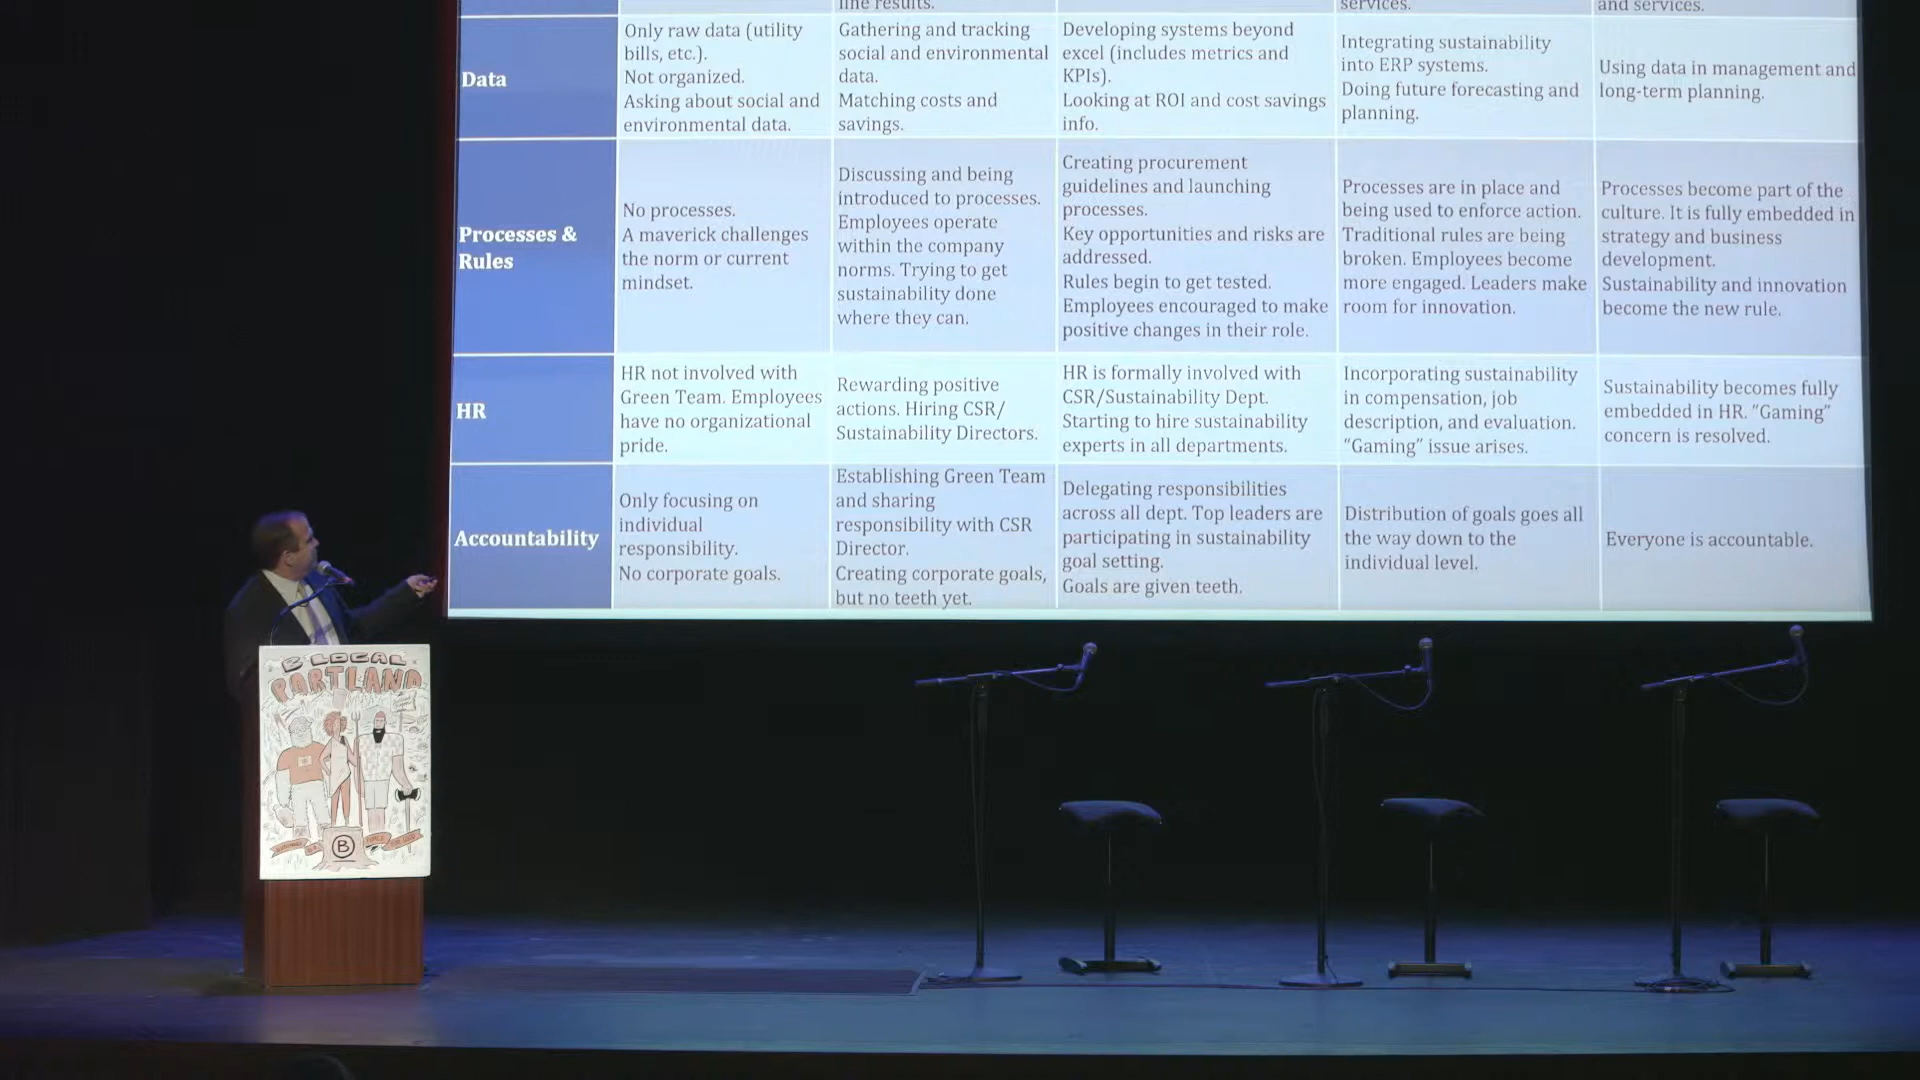 line results.
services.
and services.
Data
Only raw data (utility
bills, etc.).
Not organized.
Asking about social and
environmental data.
Gathering and tracking
social and environmental
data.
Matching costs and
savings.
Developing systems beyond
excel (includes metrics and
KPIs).
Looking at ROI and cost savings
info.
Integrating sustainability
into ERP systems.
Doing future forecasting and
planning.
Using data in management and
long-term planning.
Processes &
Rules
No processes.
A maverick challenges
the norm or current
mindset.
Discussing and being
introduced to processes.
Employees operate
within the company
norms. Trying to get
sustainability done
where they can.
Creating procurement
guidelines and launching
processes.
Key opportunities and risks are
addressed.
Rules begin to get tested.
Employees encouraged to make
positive changes in their role.
Processes are in place and
being used to enforce action.
Traditional rules are being
broken. Employees become
more engaged. Leaders make
room for innovation.
Processes become part of the
culture. It is fully embedded in
strategy and business
development.
Sustainability and innovation
become the new rule.
HR
HR not involved with
Green Team. Employees
have no organizational
pride.
Rewarding positive
actions. Hiring CSR/
Sustainability Directors.
HR is formally involved with
CSR/Sustainability Dept.
Starting to hire sustainability
experts in all departments.
Incorporating sustainability
in compensation, job
description, and evaluation.
“Gaming” issue arises.
Sustainability becomes fully
embedded in HR. “Gaming”
concern is resolved.
Accountability
Only focusing on
individual
responsibility.
No corporate goals.
Establishing Green Team
and sharing
responsibility with CSR
Director.
Creating corporate goals,
but no teeth yet.
Delegating responsibilities
across all dept. Top leaders are
participating in sustainability
goal setting.
Goals are given teeth.
Distribution of goals goes all
the way down to the
individual level.
Everyone is accountable.
B LOCAL
PORTLAND
B